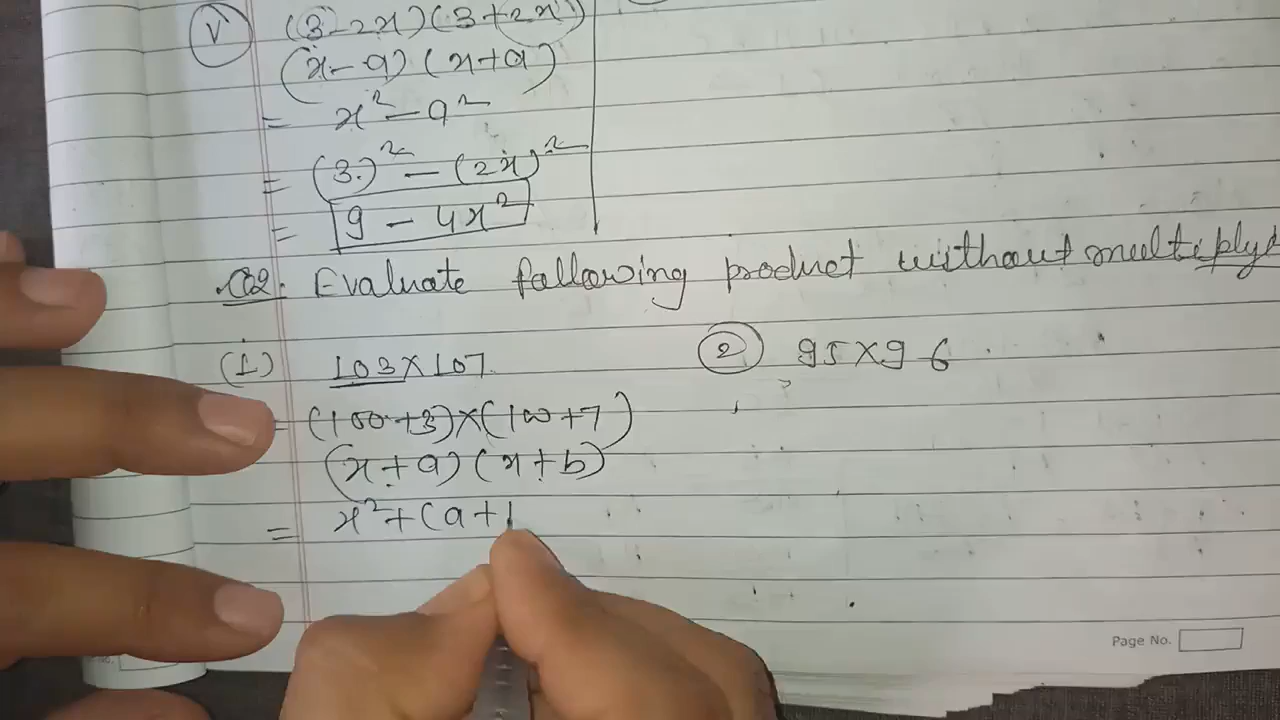 (V) (3-2x)(3+2x)
(x-a)(x+a)
= x²-a²
= (3)² - (2x)²
= 9 - 4x²
Q2. Evaluate following product without multiply
(1) 103×107
= (100+3)×(100+7)
(x+a)(x+b)
= x²+(a+
(2) 95×96
Page No.